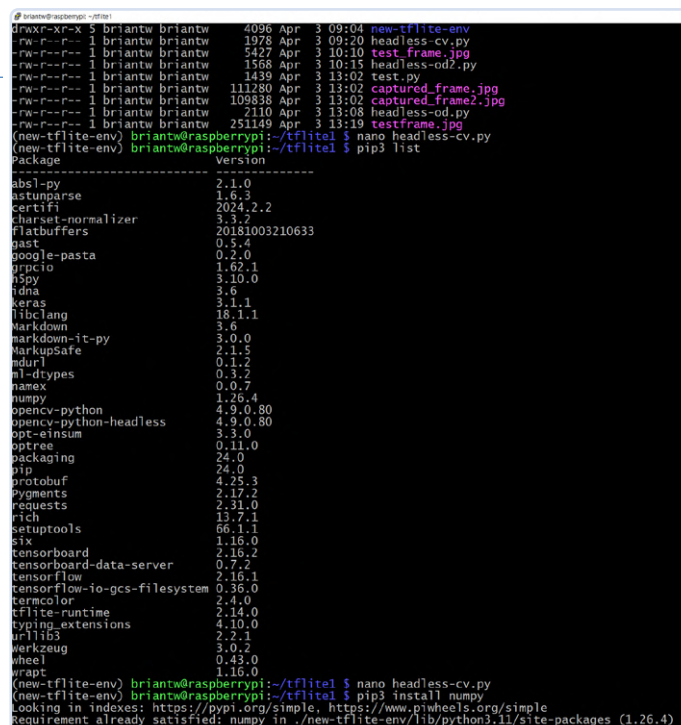 briantw@raspberrypi: ~/tflite1
drwxr-xr-x 5 briantw briantw 4096 Apr 3 09:04 new-tflite-env
-rw-r--r-- 1 briantw briantw 1978 Apr 3 09:20 headless-cv.py
-rw-r--r-- 1 briantw briantw 5427 Apr 3 10:10 test_frame.jpg
-rw-r--r-- 1 briantw briantw 1568 Apr 3 10:15 headless-od2.py
-rw-r--r-- 1 briantw briantw 1439 Apr 3 13:02 test.py
-rw-r--r-- 1 briantw briantw 111280 Apr 3 13:02 captured_frame.jpg
-rw-r--r-- 1 briantw briantw 109838 Apr 3 13:02 captured_frame2.jpg
-rw-r--r-- 1 briantw briantw 2110 Apr 3 13:08 headless-od.py
-rw-r--r-- 1 briantw briantw 251149 Apr 3 13:19 testframe.jpg
(new-tflite-env) briantw@raspberrypi:~/tflite1 $ nano headless-cv.py
(new-tflite-env) briantw@raspberrypi:~/tflite1 $ pip3 list
Package Version
--------------------------- --------------
absl-py 2.1.0
astunparse 1.6.3
certifi 2024.2.2
charset-normalizer 3.3.2
flatbuffers 20181003210633
gast 0.5.4
google-pasta 0.2.0
grpcio 1.62.1
h5py 3.10.0
idna 3.6
keras 3.1.1
libclang 18.1.1
Markdown 3.6
markdown-it-py 3.0.0
MarkupSafe 2.1.5
mdurl 0.1.2
ml-dtypes 0.3.2
namex 0.0.7
numpy 1.26.4
opencv-python 4.9.0.80
opencv-python-headless 4.9.0.80
opt-einsum 3.3.0
optree 0.11.0
packaging 24.0
pip 24.0
protobuf 4.25.3
Pygments 2.17.2
requests 2.31.0
rich 13.7.1
setuptools 66.1.1
six 1.16.0
tensorboard 2.16.2
tensorboard-data-server 0.7.2
tensorflow 2.16.1
tensorflow-io-gcs-filesystem 0.36.0
termcolor 2.4.0
tflite-runtime 2.14.0
typing_extensions 4.10.0
urllib3 2.2.1
werkzeug 3.0.2
wheel 0.43.0
wrapt 1.16.0
(new-tflite-env) briantw@raspberrypi:~/tflite1 $ nano headless-cv.py
(new-tflite-env) briantw@raspberrypi:~/tflite1 $ pip3 install numpy
Looking in indexes: https://pypi.org/simple, https://www.piwheels.org/simple
Requirement already satisfied: numpy in ./new-tflite-env/lib/python3.11/site-packages (1.26.4)